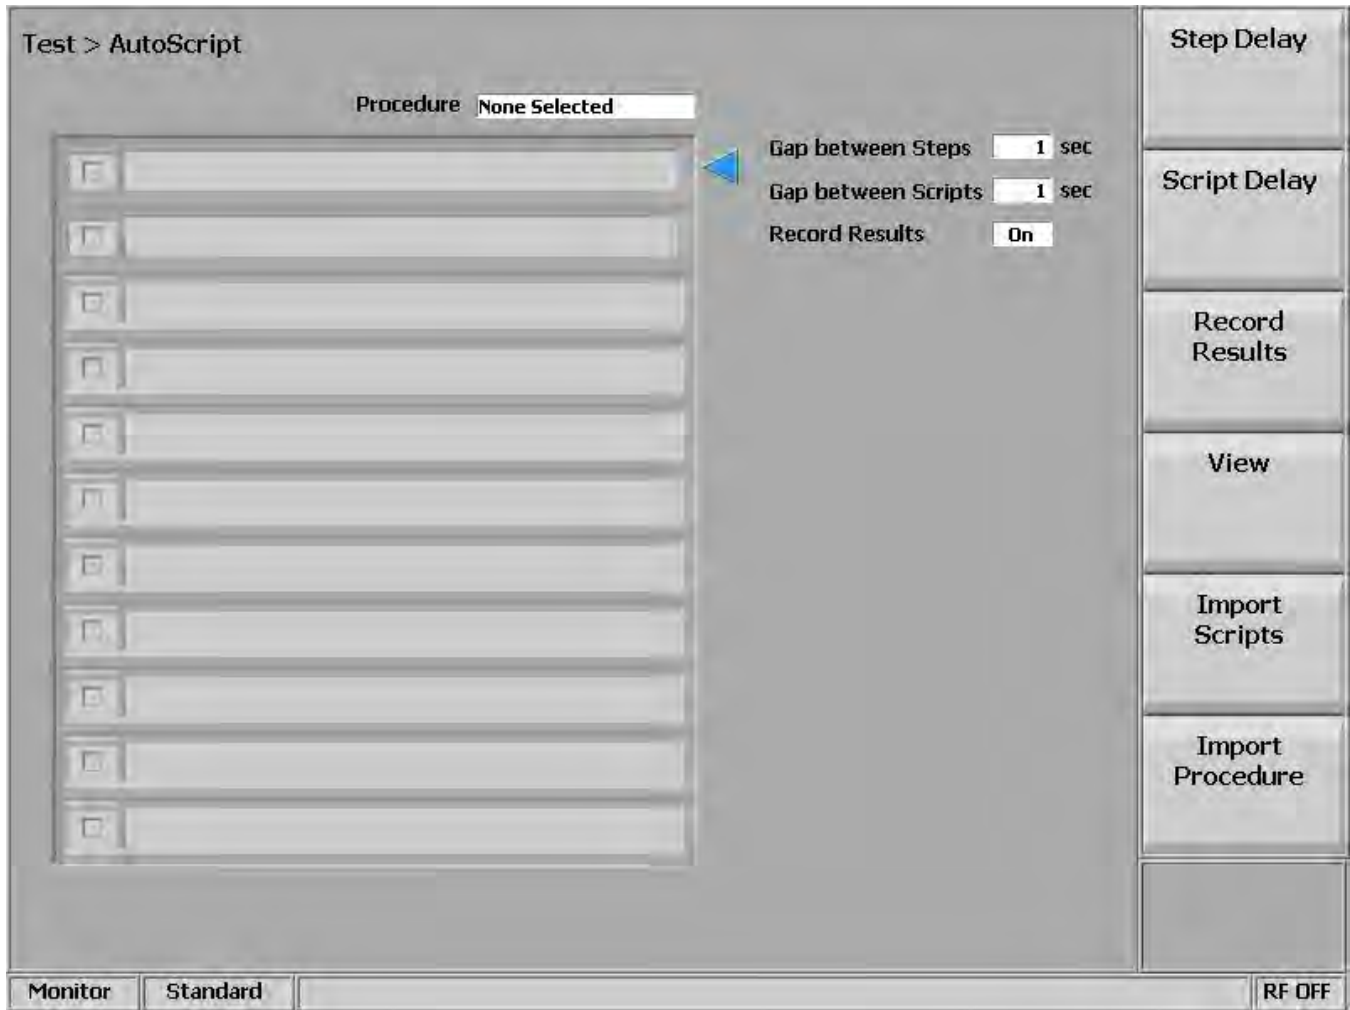 Test > AutoScript
Procedure None Selected
Gap between Steps 1 sec
Gap between Scripts 1 sec
Record Results On
Step Delay
Script Delay
Record
Results
View
Import
Scripts
Import
Procedure
Monitor Standard RF OFF